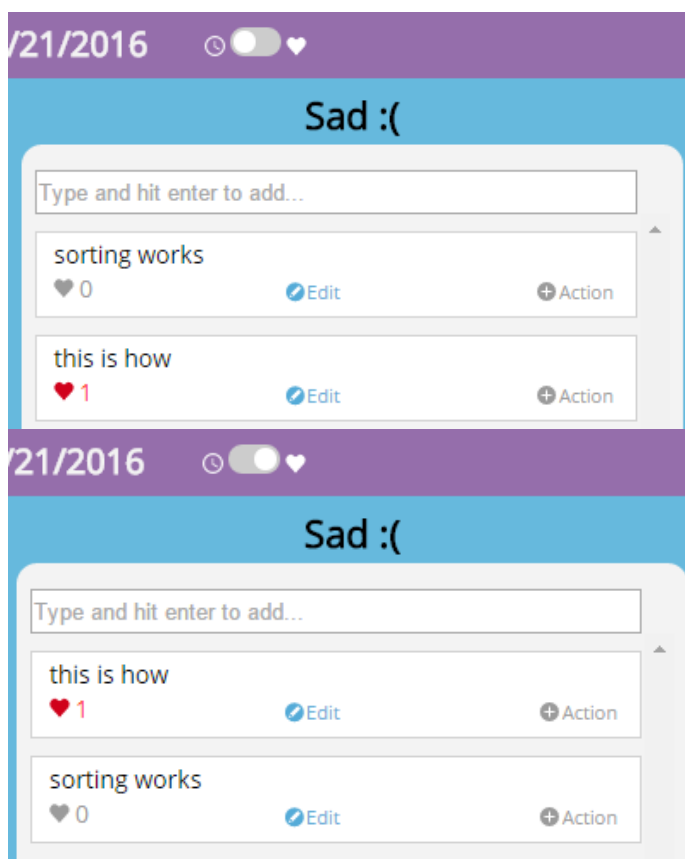 /21/2016
Sad :(
Type and hit enter to add...
sorting works
0 Edit Action
this is how
1 Edit Action
/21/2016
Sad :(
Type and hit enter to add...
this is how
1 Edit Action
sorting works
0 Edit Action